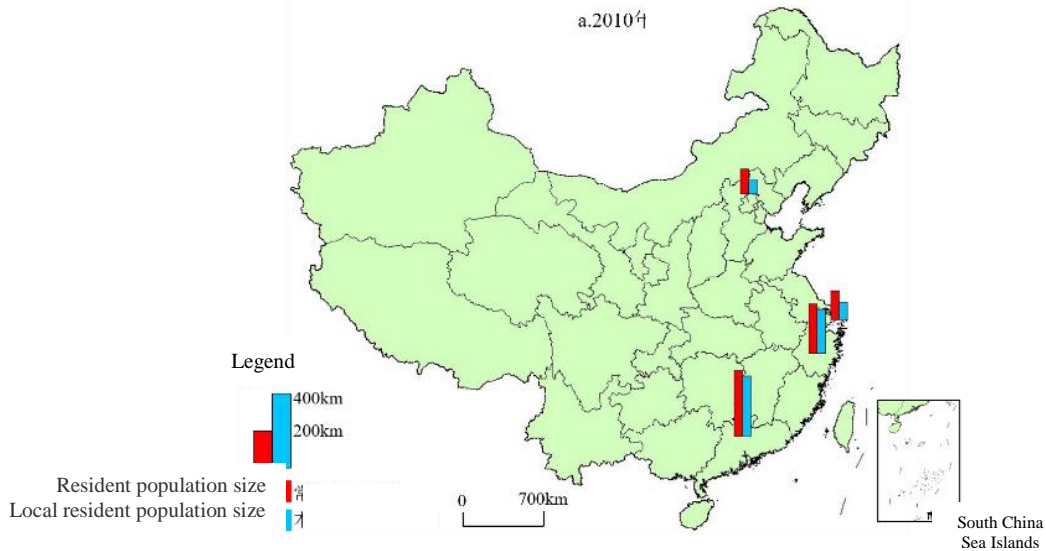 a.2010
Legend
400km
200km
Resident population size
Local resident population size
0 700km
South China
Sea Islands